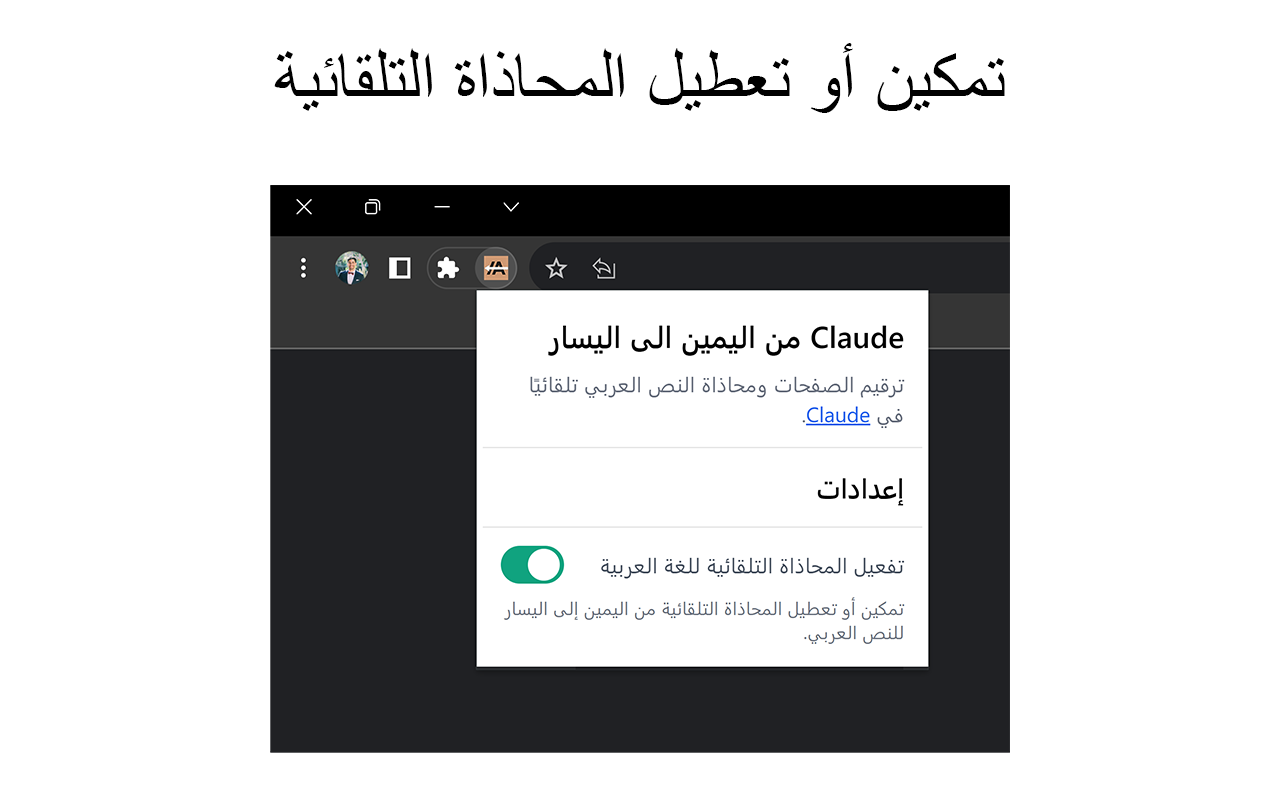 تمكين أو تعطيل المحاذاة التلقائية
Claude من اليمين الى اليسار
ترقيم الصفحات ومحاذاة النص العربي تلقائيًا
في Claude.
إعدادات
تفعيل المحاذاة التلقائية للغة العربية
تمكين أو تعطيل المحاذاة التلقائية من اليمين إلى اليسار
للنص العربي.